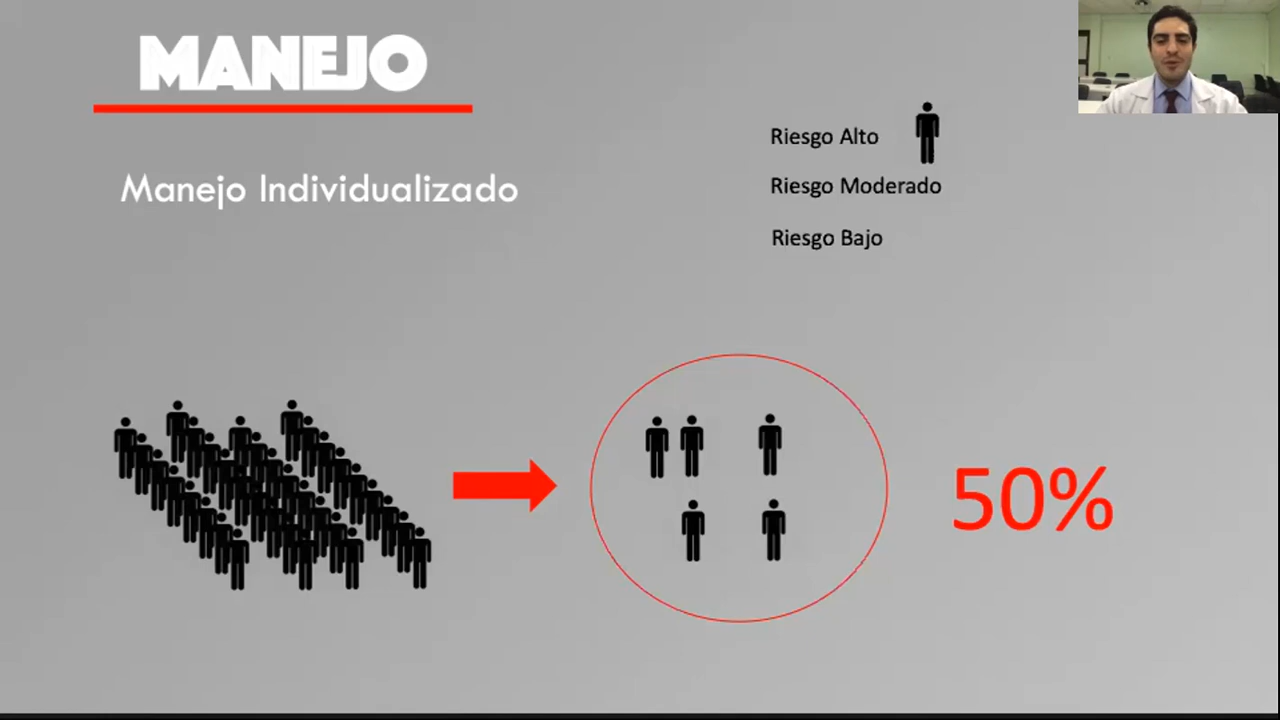 MANEJO
Manejo Individualizado
Riesgo Alto
Riesgo Moderado
Riesgo Bajo
50%